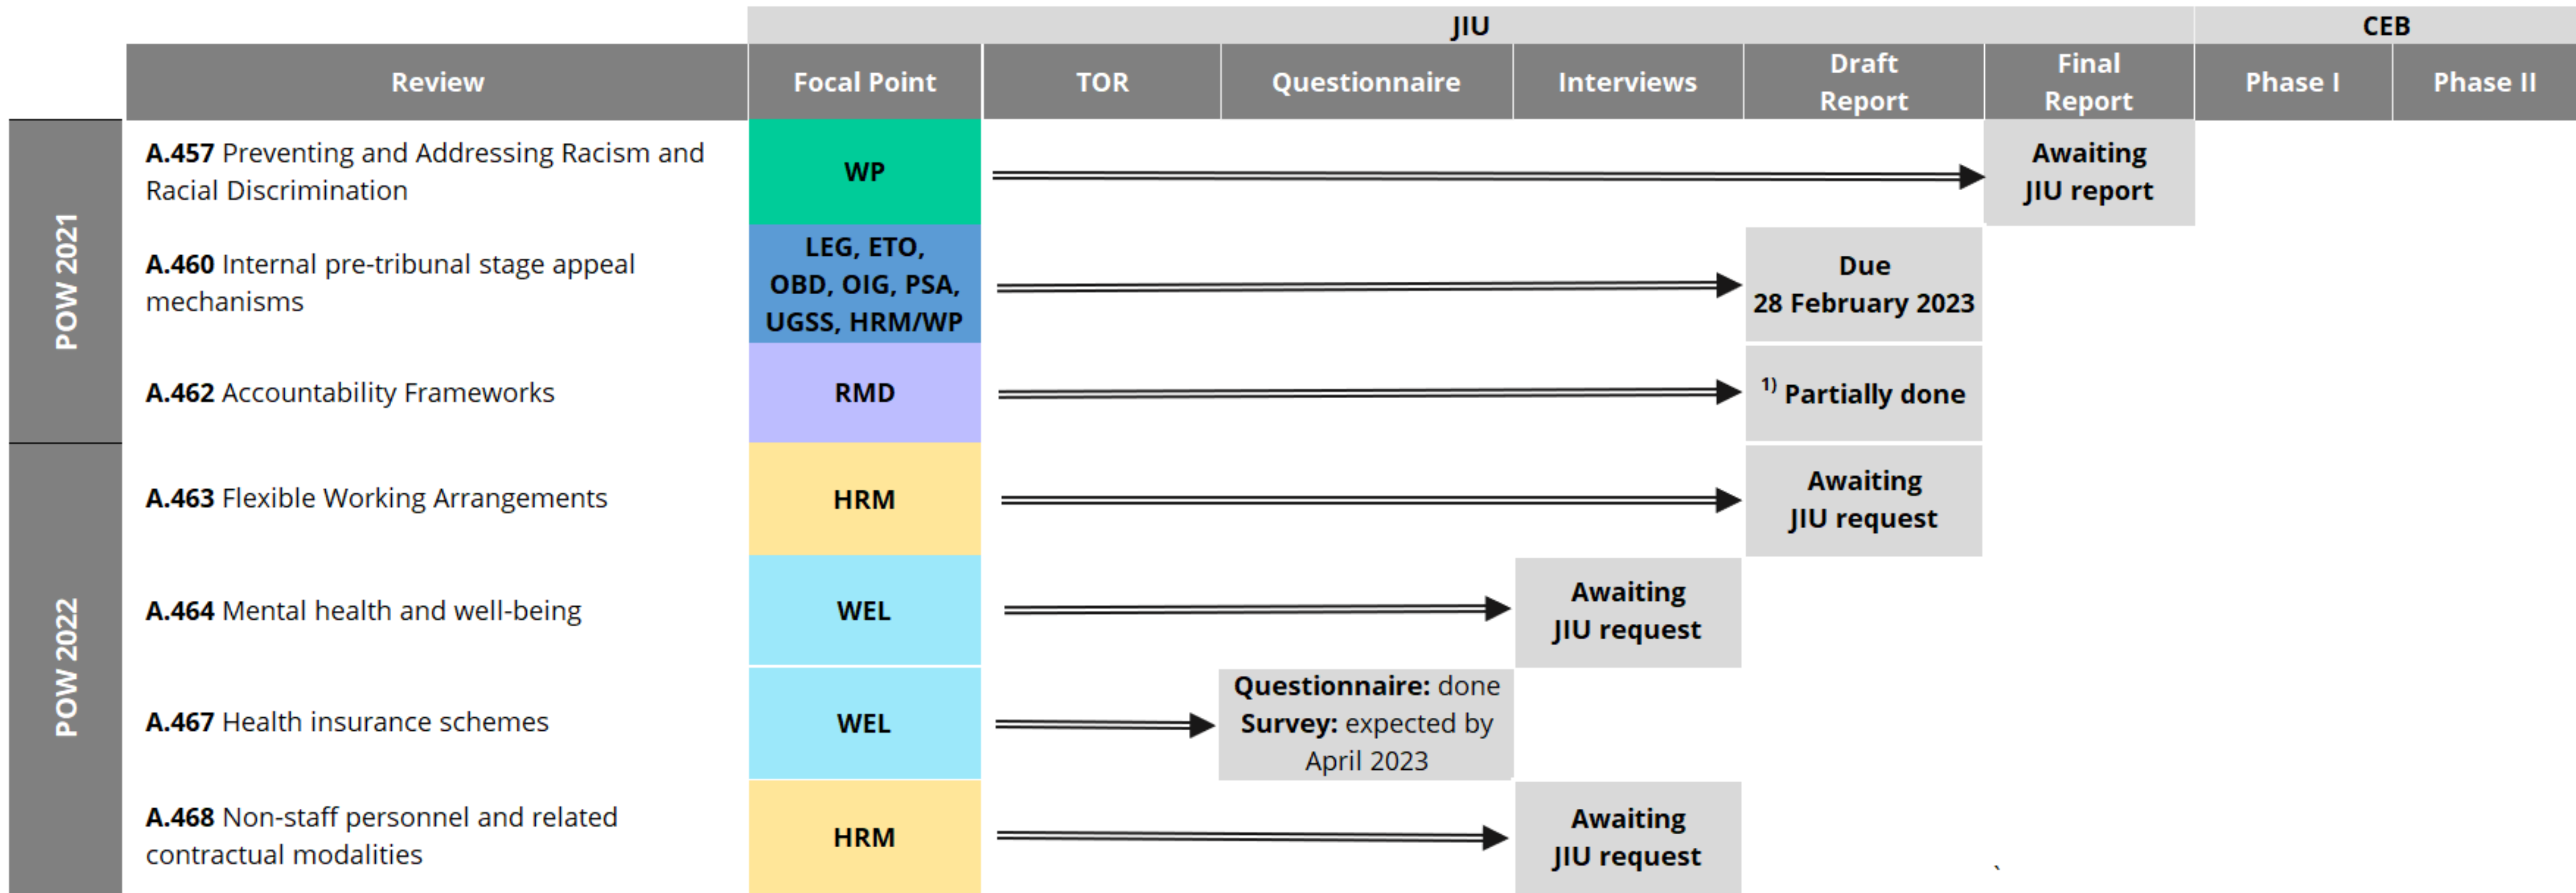 JIU
CEB
Review
Focal Point
TOR
Questionnaire
Interviews
Draft
Report
Final
Report
Phase I
Phase II
POW 2021
A.457 Preventing and Addressing Racism and
Racial Discrimination
WP
Awaiting
JIU report
A.460 Internal pre-tribunal stage appeal
mechanisms
LEG, ETO,
OBD, OIG, PSA,
UGSS, HRM/WP
Due
28 February 2023
A.462 Accountability Frameworks
RMD
1) Partially done
POW 2022
A.463 Flexible Working Arrangements
HRM
Awaiting
JIU request
A.464 Mental health and well-being
WEL
Awaiting
JIU request
A.467 Health insurance schemes
WEL
Questionnaire: done
Survey: expected by
April 2023
A.468 Non-staff personnel and related
contractual modalities
HRM
Awaiting
JIU request
`